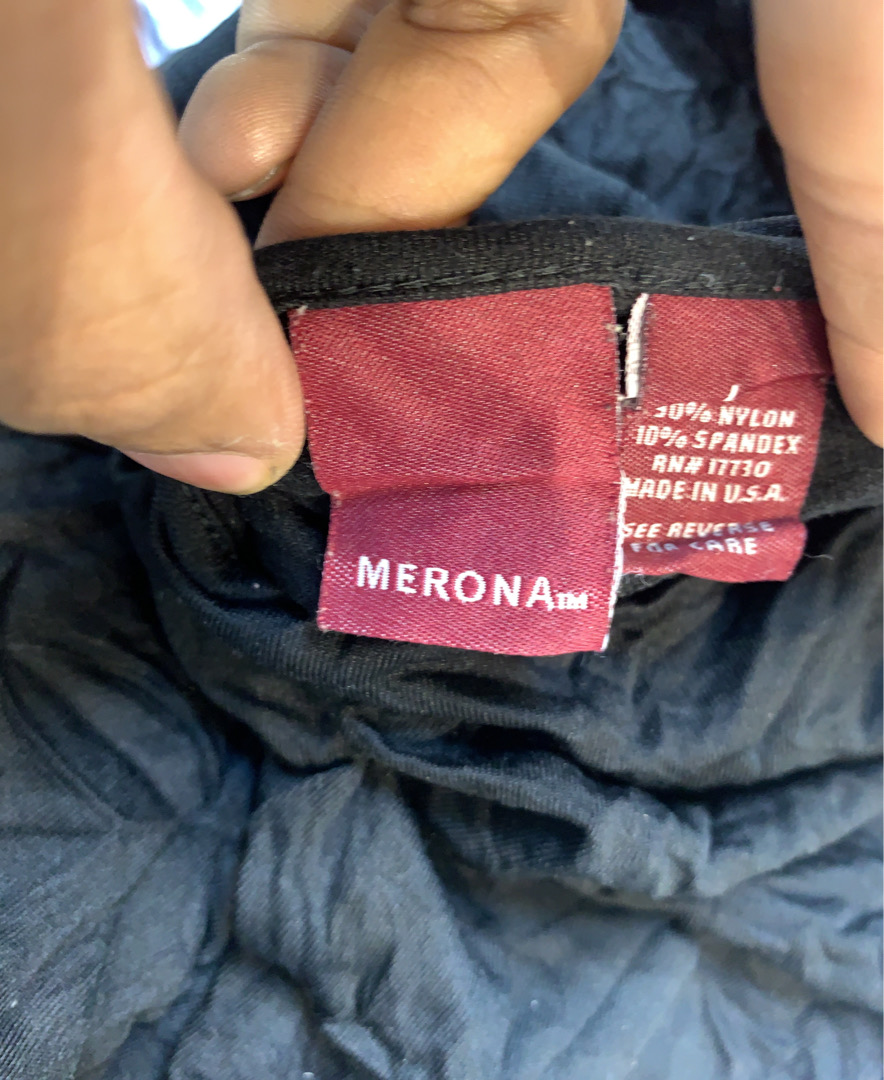 MERONA™
NYLON
10% SPANDEX
RN# 17730
MADE IN U.S.A.
SEE REVERSE
FOR CARE